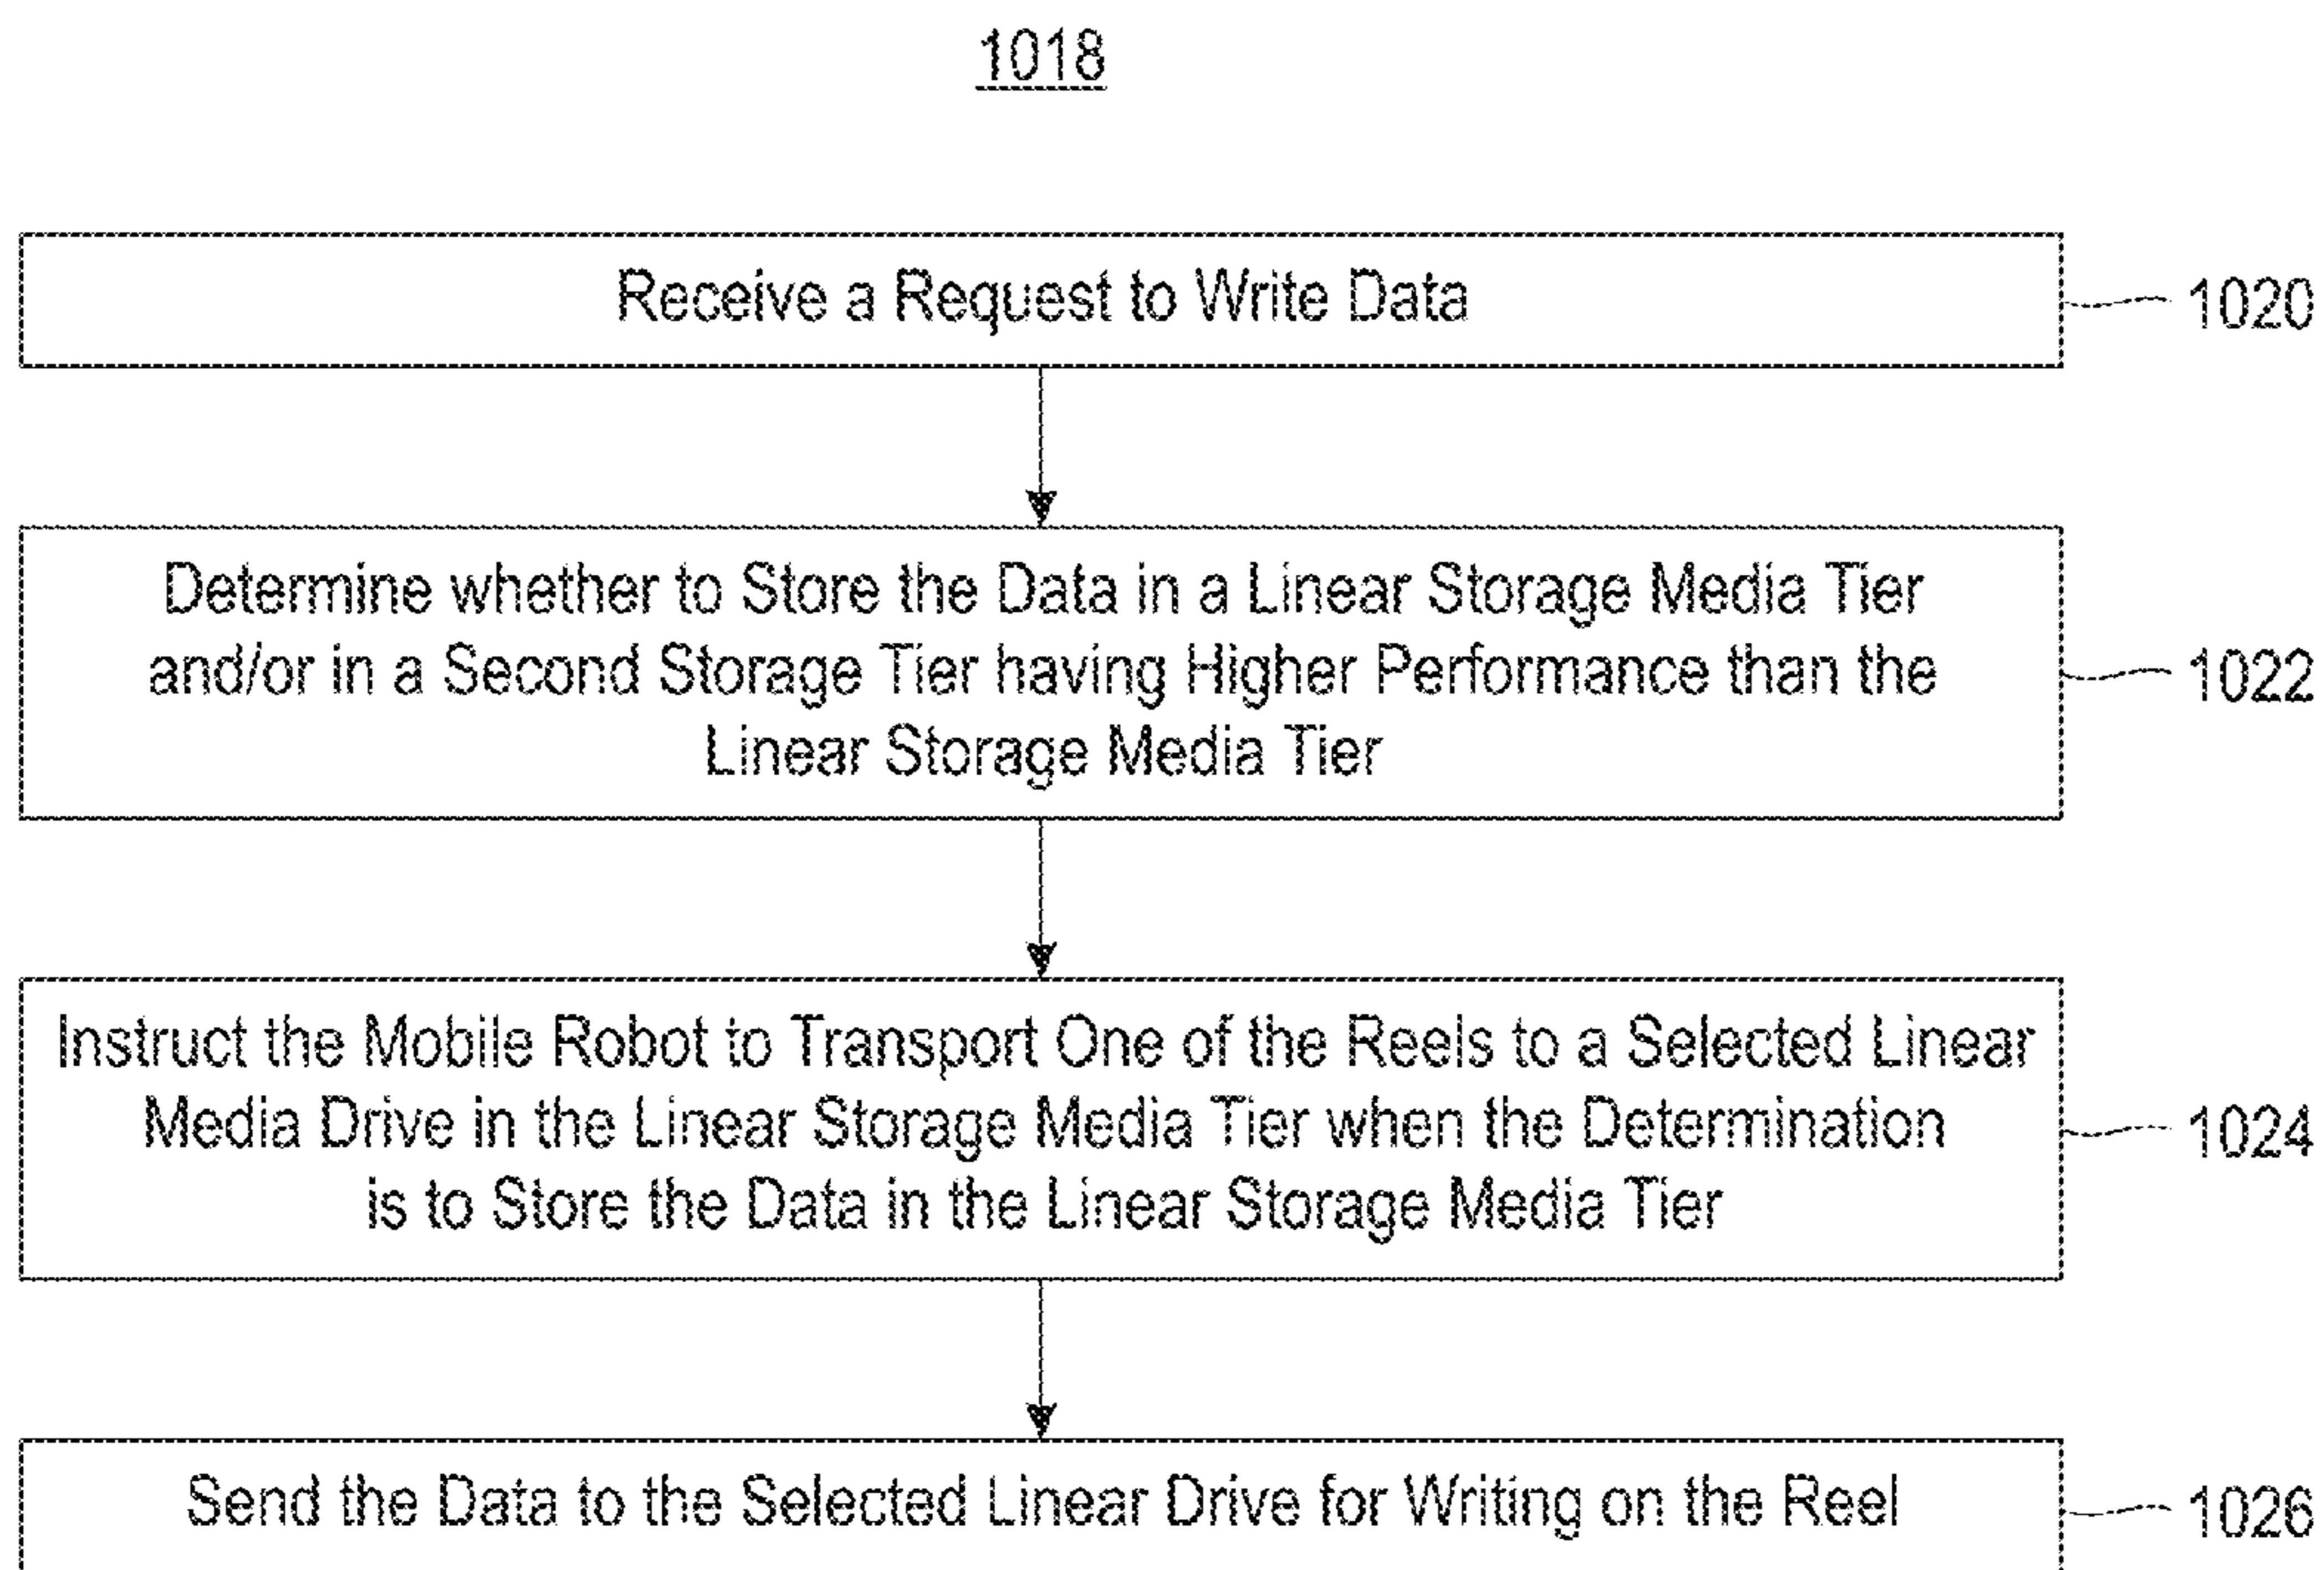 1018
Receive a Request to Write Data
1020
Determine whether to Store the Data in a Linear Storage Media Tier
and/or in a Second Storage Tier having Higher Performance than the
Linear Storage Media Tier
1022
Instruct the Mobile Robot to Transport One of the Reels to a Selected Linear
Media Drive in the Linear Storage Media Tier when the Determination
is to Store the Data in the Linear Storage Media Tier
1024
Send the Data to the Selected Linear Drive for Writing on the Reel
1026